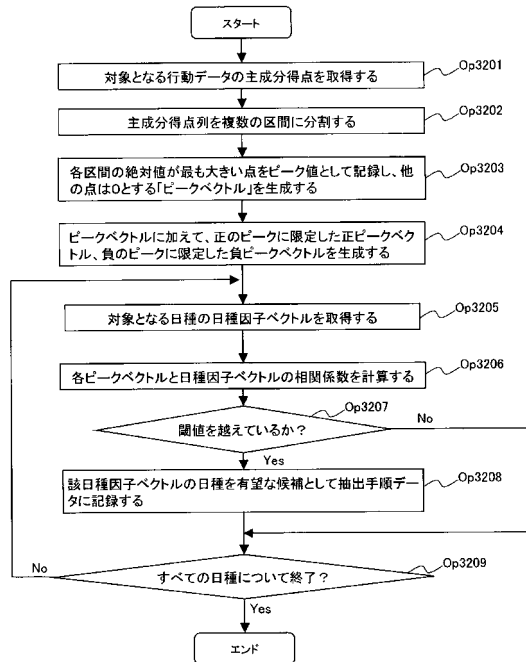 スタート
対象となる行動データの主成分得点を取得する
Op3201
主成分得点列を複数の区間に分割する
Op3202
各区間の絶対値が最も大きい点をピーク値として記録し、他
の点は0とする「ピークベクトル」を生成する
Op3203
ピークベクトルに加えて、正のピークに限定した正ピークベク
トル、負のピークに限定した負ピークベクトルを生成する
Op3204
対象となる日種の日種因子ベクトルを取得する
Op3205
各ピークベクトルと日種因子ベクトルの相関係数を計算する
Op3206
閾値を越えているか？
Op3207
No
Yes
該日種因子ベクトルの日種を有望な候補として抽出手順デー
タに記録する
Op3208
すべての日種について終了？
Op3209
No
Yes
エンド